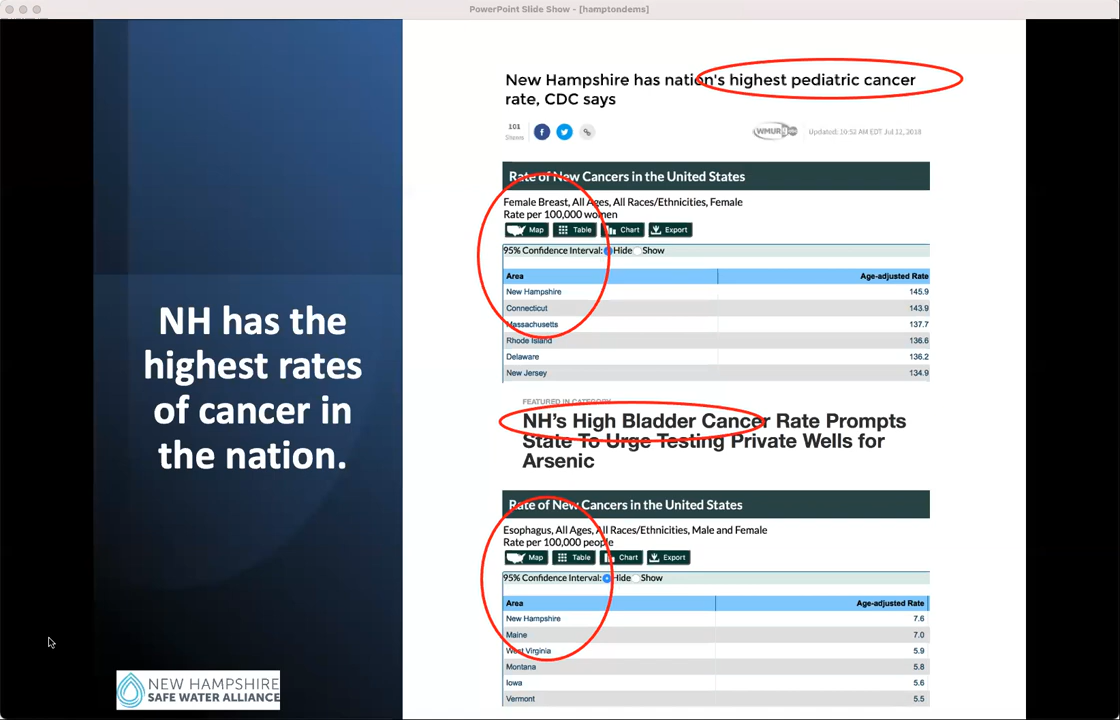 PowerPoint Slide Show - [hamptondems]
NH has the
highest rates
of cancer in
the nation.
NEW HAMPSHIRE
SAFE WATER ALLIANCE
New Hampshire has nation's highest pediatric cancer
rate, CDC says
101
Shares
WMUR 9 Updated: 10:52 AM EDT Jul 12, 2018
Rate of New Cancers in the United States
Female Breast, All Ages, All Races/Ethnicities, Female
Rate per 100,000 women
Map Table Chart Export
95% Confidence Interval: Hide Show
Area Age-adjusted Rate
New Hampshire 145.9
Connecticut 143.9
Massachusetts 137.7
Rhode Island 136.6
Delaware 136.2
New Jersey 134.9
FEATURED IN CATEGORY
NH's High Bladder Cancer Rate Prompts
State To Urge Testing Private Wells for
Arsenic
Rate of New Cancers in the United States
Esophagus, All Ages, All Races/Ethnicities, Male and Female
Rate per 100,000 people
Map Table Chart Export
95% Confidence Interval: Hide Show
Area Age-adjusted Rate
New Hampshire 7.6
Maine 7.0
West Virginia 5.9
Montana 5.8
Iowa 5.6
Vermont 5.5